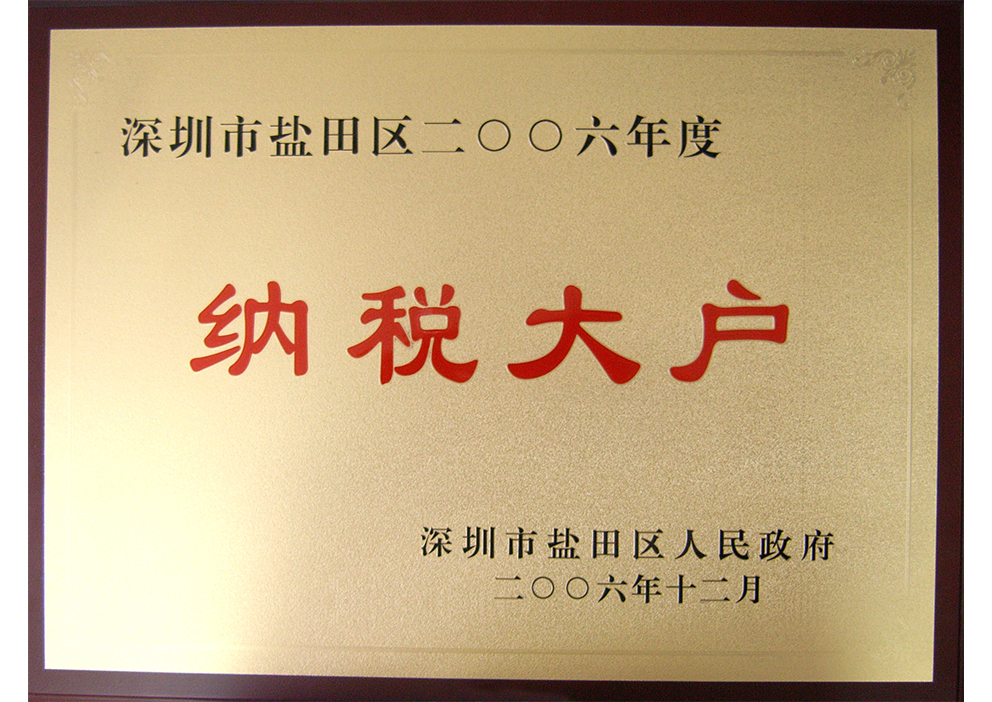 深圳市盐田区二〇〇六年度
纳税大户
深圳市盐田区人民政府
二〇〇六年十二月